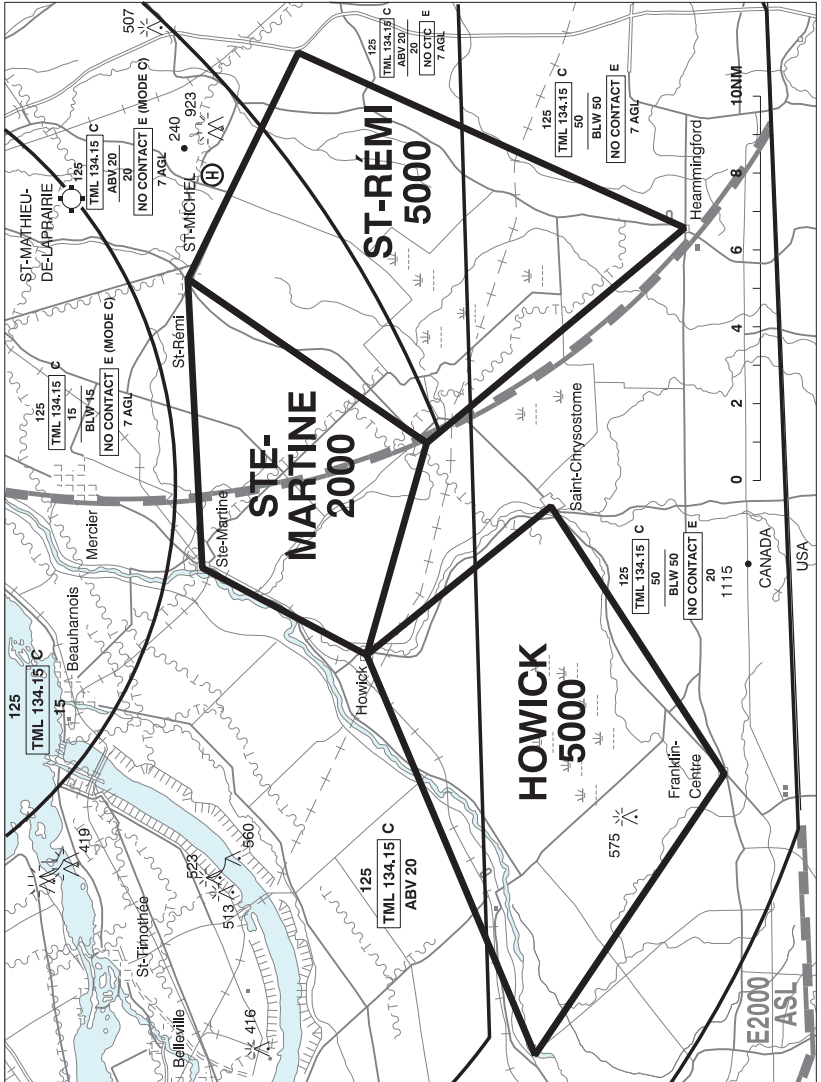 507
125
TML 134.15 C
ABV 20
20
NO CTC E
7 AGL
ST-MATHIEU-
DE-LAPRAIRIE
125
TML 134.15 C
ABV 20
20
NO CONTACT E (MODE C)
7 AGL
240
923
ST-MICHEL
H
ST-RÉMI
5000
125
TML 134.15 C
50
BLW 50
NO CONTACT E
7 AGL
Heammingford
10NM
8
6
4
2
0
125
TML 134.15 C
15
BLW 15
NO CONTACT E (MODE C)
7 AGL
St-Rémi
STE-
MARTINE
2000
Mercier
Ste-Martine
Saint-Chrysostome
125
TML 134.15 C
50
BLW 50
NO CONTACT E
20
1115
CANADA
USA
Beauharnois
125
TML 134.15 C
15
Howick
HOWICK
5000
Franklin-
Centre
575
419
523
560
513
125
TML 134.15 C
ABV 20
St-Timothée
Belleville
416
E2000
ASL